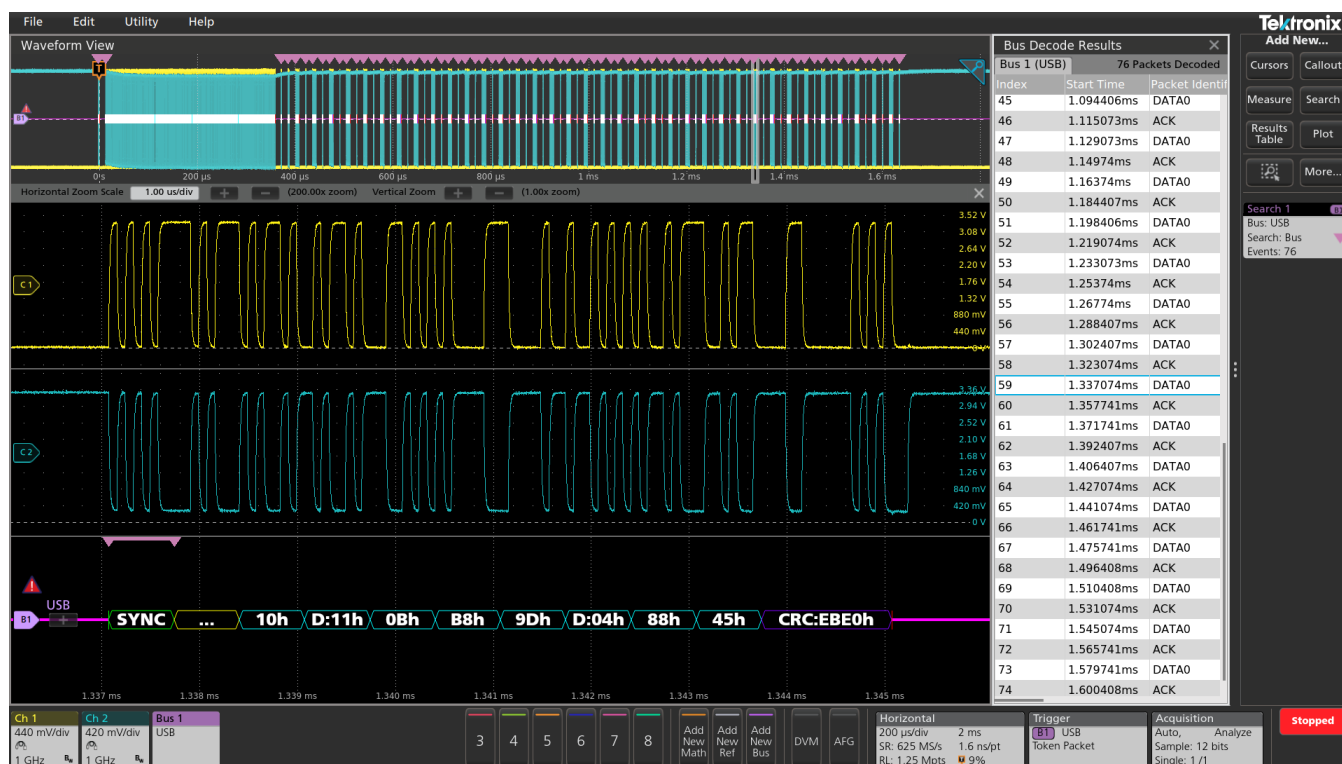 File Edit Utility Help
Tektronix
Add New...
Waveform View
Bus Decode Results
Bus 1 (USB) 76 Packets Decoded
Index Start Time Packet Identif
45 1.094406ms DATA0
46 1.115073ms ACK
47 1.129073ms DATA0
48 1.14974ms ACK
49 1.16374ms DATA0
50 1.184407ms ACK
51 1.198406ms DATA0
52 1.219074ms ACK
53 1.233073ms DATA0
54 1.25374ms ACK
55 1.26774ms DATA0
56 1.288407ms ACK
57 1.302407ms DATA0
58 1.323074ms ACK
59 1.337074ms DATA0
60 1.357741ms ACK
61 1.371741ms DATA0
62 1.392407ms ACK
63 1.406407ms DATA0
64 1.427074ms ACK
65 1.441074ms DATA0
66 1.461741ms ACK
67 1.475741ms DATA0
68 1.496408ms ACK
69 1.510408ms DATA0
70 1.531074ms ACK
71 1.545074ms DATA0
72 1.565741ms ACK
73 1.579741ms DATA0
74 1.600408ms ACK
Cursors Callout
Measure Search
Results Table Plot
More...
Search 1 B1
Bus: USB
Search: Bus
Events: 76
T
B1
0 s 200 µs 400 µs 600 µs 800 µs 1 ms 1.2 ms 1.4 ms 1.6 ms
Horizontal Zoom Scale 1.00 us/div + − (200.00x zoom) Vertical Zoom + − (1.00x zoom)
3.52 V
3.08 V
2.64 V
2.20 V
1.76 V
1.32 V
880 mV
440 mV
0 V
C 1
3.36 V
2.94 V
2.52 V
2.10 V
1.68 V
1.26 V
840 mV
420 mV
0 V
C 2
USB
B1 +
SYNC ... 10h D:11h 0Bh B8h 9Dh D:04h 88h 45h CRC:EBE0h
1.337 ms 1.338 ms 1.339 ms 1.340 ms 1.341 ms 1.342 ms 1.343 ms 1.344 ms 1.345 ms
Ch 1
440 mV/div
1 GHz
Ch 2
420 mV/div
1 GHz
Bus 1
USB
3 4 5 6 7 8
Add New Math
Add New Ref
Add New Bus
DVM AFG
Horizontal
200 µs/div 2 ms
SR: 625 MS/s 1.6 ns/pt
RL: 1.25 Mpts 9%
Trigger
B1 USB
Token Packet
Acquisition
Auto, Analyze
Sample: 12 bits
Single: 1 /1
Stopped